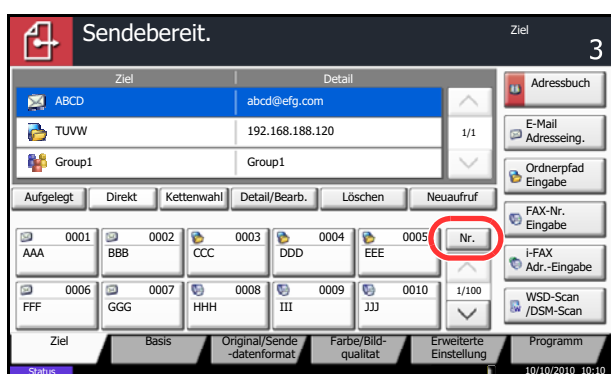 Sendebereit.
Ziel
3
Ziel Detail
ABCD abcd@efg.com
TUVW 192.168.188.120
1/1
Group1 Group1
Aufgelegt Direkt Kettenwahl Detail/Bearb. Löschen Neuaufruf
0001 AAA
0002 BBB
0003 CCC
0004 DDD
0005 EEE
Nr.
0006 FFF
0007 GGG
0008 HHH
0009 III
0010 JJJ
1/100
Adressbuch
E-Mail
Adresseing.
Ordnerpfad
Eingabe
FAX-Nr.
Eingabe
i-FAX
Adr.-Eingabe
WSD-Scan
/DSM-Scan
Ziel
Basis
Original/Sende
-datenformat
Farbe/Bild-
qualitat
Erweiterte
Einstellung
Programm
Status
10/10/2010 10:10